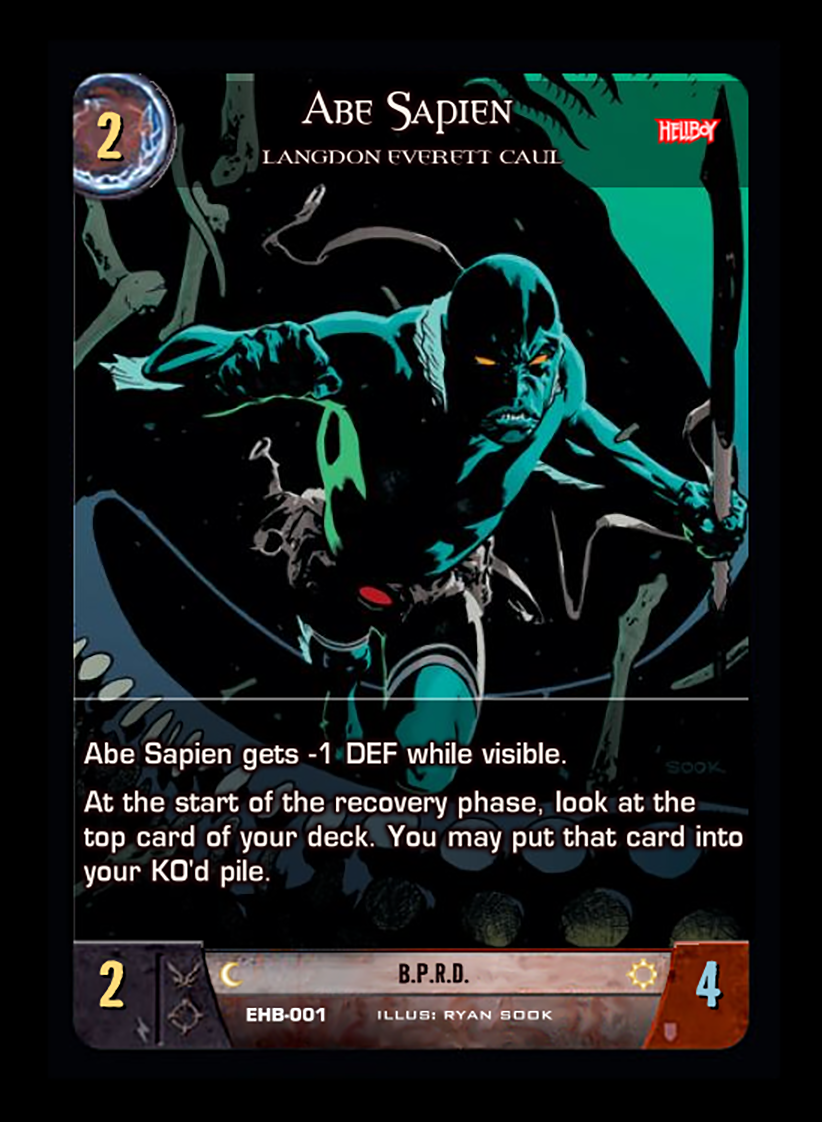 2
Abe Sapien
Langdon Everett Caul
HELLBOY
SOOK
Abe Sapien gets -1 DEF while visible.
At the start of the recovery phase, look at the
top card of your deck. You may put that card into
your KO'd pile.
2
B.P.R.D.
4
EHB-001 ILLUS: RYAN SOOK